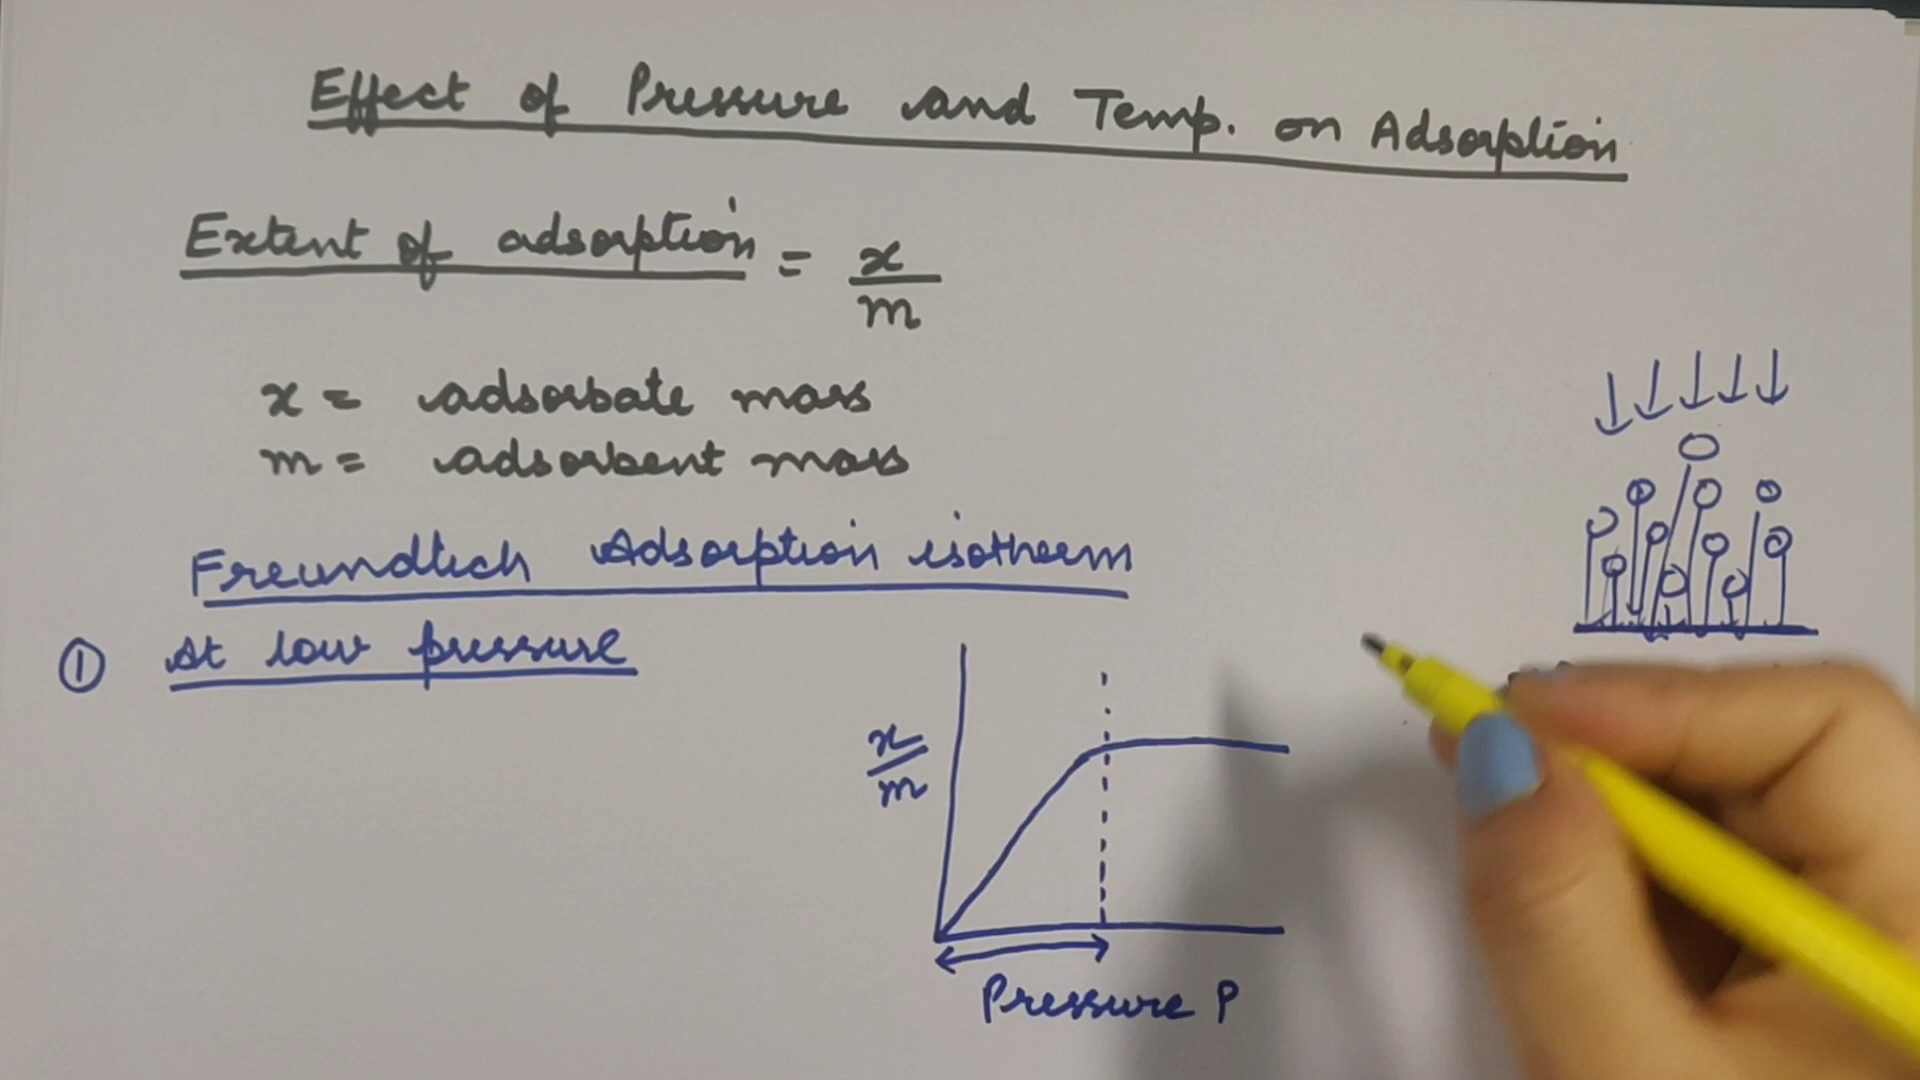 Effect of Pressure and Temp. on Adsorption
Extent of adsorption = x/m
x = adsorbate mass
m = adsorbent mass
Freundlich Adsorption isotherm
① At low pressure
x/m
Pressure P